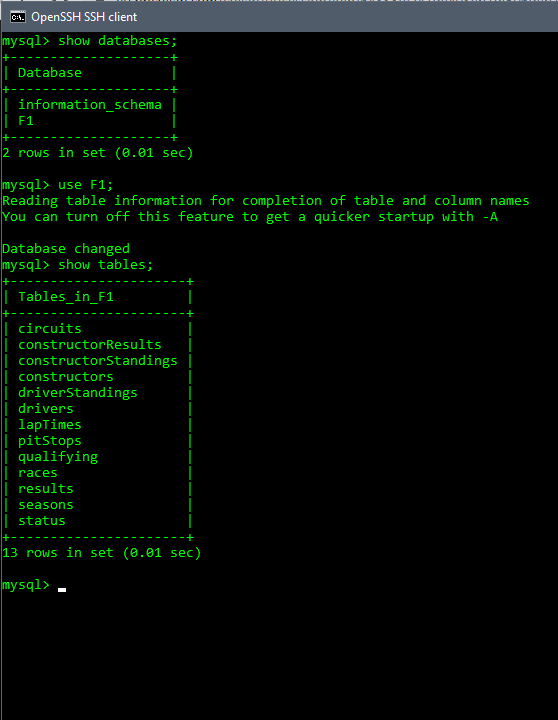 OpenSSH SSH client
mysql> show databases;
+--------------------+
| Database           |
+--------------------+
| information_schema |
| F1                 |
+--------------------+
2 rows in set (0.01 sec)
mysql> use F1;
Reading table information for completion of table and column names
You can turn off this feature to get a quicker startup with -A
Database changed
mysql> show tables;
+----------------------+
| Tables_in_F1         |
+----------------------+
| circuits             |
| constructorResults   |
| constructorStandings |
| constructors         |
| driverStandings      |
| drivers              |
| lapTimes             |
| pitStops             |
| qualifying           |
| races                |
| results              |
| seasons              |
| status               |
+----------------------+
13 rows in set (0.01 sec)
mysql> _